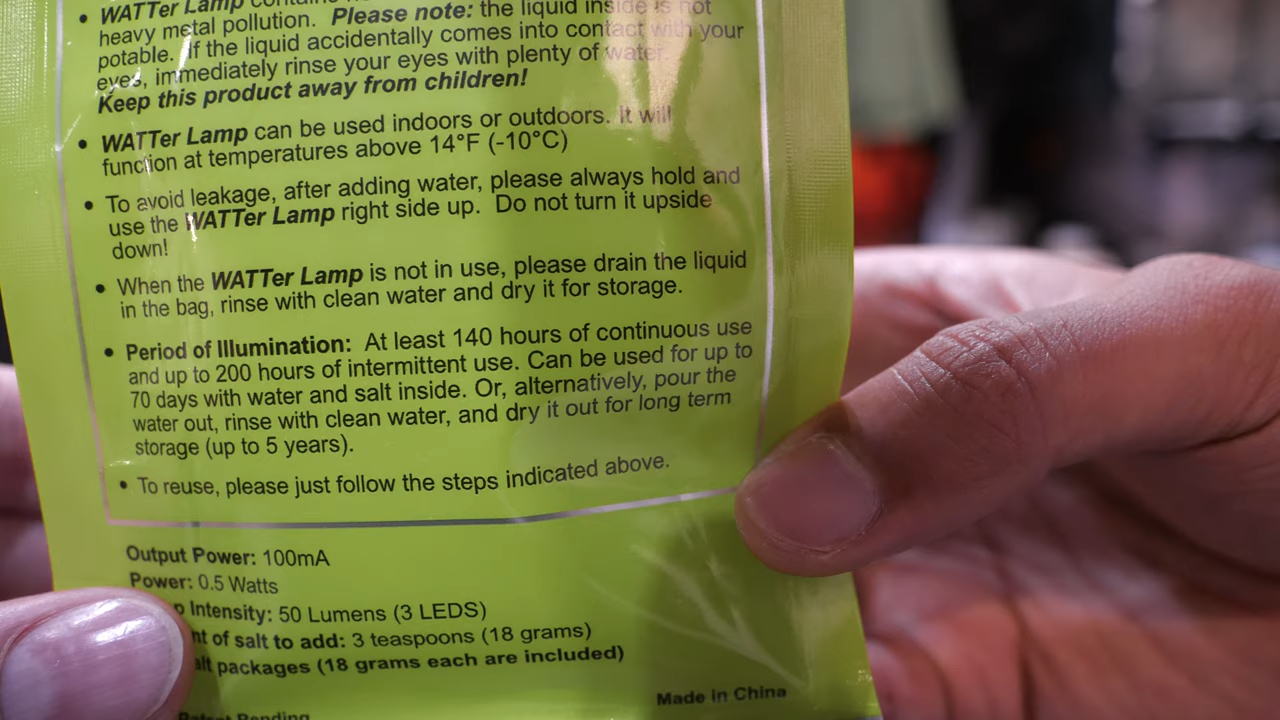 • WATTer Lamp contains
heavy metal pollution. Please note: the liquid inside is not
potable. If the liquid accidentally comes into contact with your
eyes, immediately rinse your eyes with plenty of water.
Keep this product away from children!
• WATTer Lamp can be used indoors or outdoors. It will
function at temperatures above 14°F (-10°C)
• To avoid leakage, after adding water, please always hold and
use the WATTer Lamp right side up. Do not turn it upside
down!
• When the WATTer Lamp is not in use, please drain the liquid
in the bag, rinse with clean water and dry it for storage.
• Period of Illumination: At least 140 hours of continuous use
and up to 200 hours of intermittent use. Can be used for up to
70 days with water and salt inside. Or, alternatively, pour the
water out, rinse with clean water, and dry it out for long term
storage (up to 5 years).
• To reuse, please just follow the steps indicated above.
Output Power: 100mA
Power: 0.5 Watts
p Intensity: 50 Lumens (3 LEDS)
nt of salt to add: 3 teaspoons (18 grams)
alt packages (18 grams each are included)
Made in China
Patent Pending